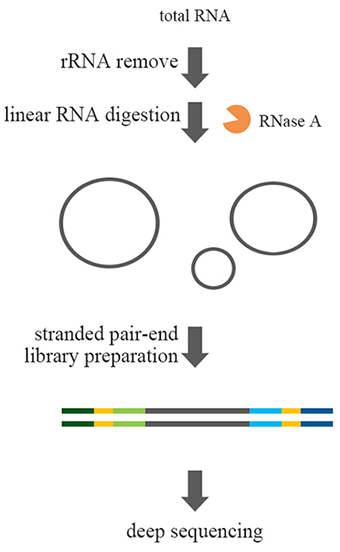 total RNA
rRNA remove
linear RNA digestion
RNase A
stranded pair-end
library preparation
deep sequencing